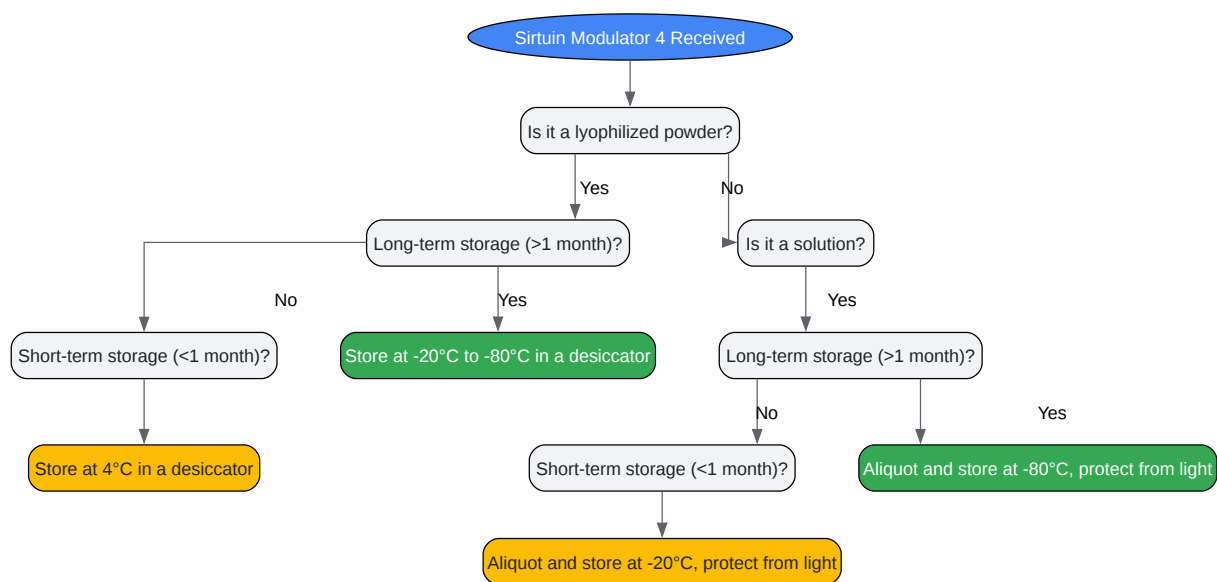 Sirtuin Modulator 4 Received
Is it a lyophilized powder?
Yes
No
Long-term storage (>1 month)?
Is it a solution?
No
Yes
Yes
Short-term storage (<1 month)?
Store at -20°C to -80°C in a desiccator
Long-term storage (>1 month)?
No
Yes
Store at 4°C in a desiccator
Short-term storage (<1 month)?
Aliquot and store at -80°C, protect from light
Aliquot and store at -20°C, protect from light